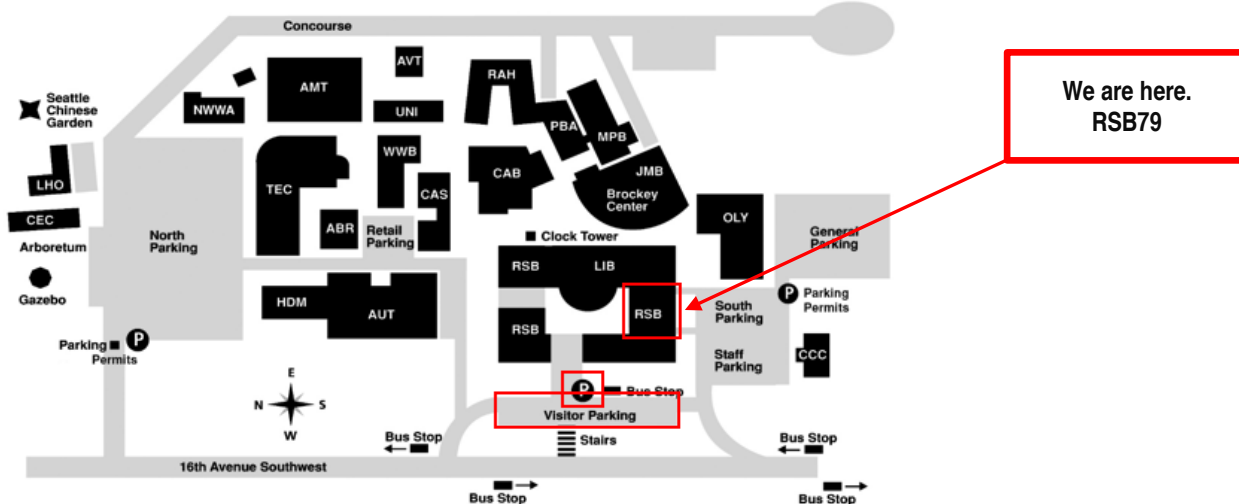 Concourse
We are here.
RSB79
Seattle
Chinese
Garden
NWWA
AMT
AVT
UNI
RAH
PBA
MPB
LHO
CEC
Arboretum
Gazebo
North
Parking
TEC
WWB
CAS
ABR
Retail
Parking
CAB
JMB
Brockey
Center
OLY
General
Parking
Clock Tower
RSB
LIB
RSB
RSB
HDM
AUT
P
Parking
Permits
South
Parking
Staff
Parking
CCC
Parking
Permits
P
E
N
S
W
P
Bus Stop
Visitor Parking
Stairs
Bus Stop
Bus Stop
16th Avenue Southwest
Bus Stop
Bus Stop